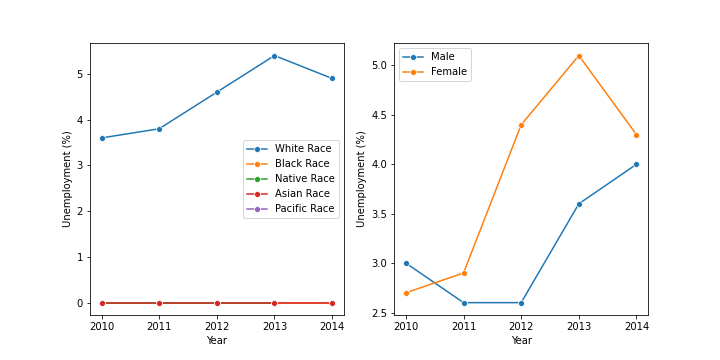 Unemployment (%)
5
4
3
2
1
0
White Race
Black Race
Native Race
Asian Race
Pacific Race
2010 2011 2012 2013 2014
Year
Unemployment (%)
5.0
4.5
4.0
3.5
3.0
2.5
Male
Female
2010 2011 2012 2013 2014
Year